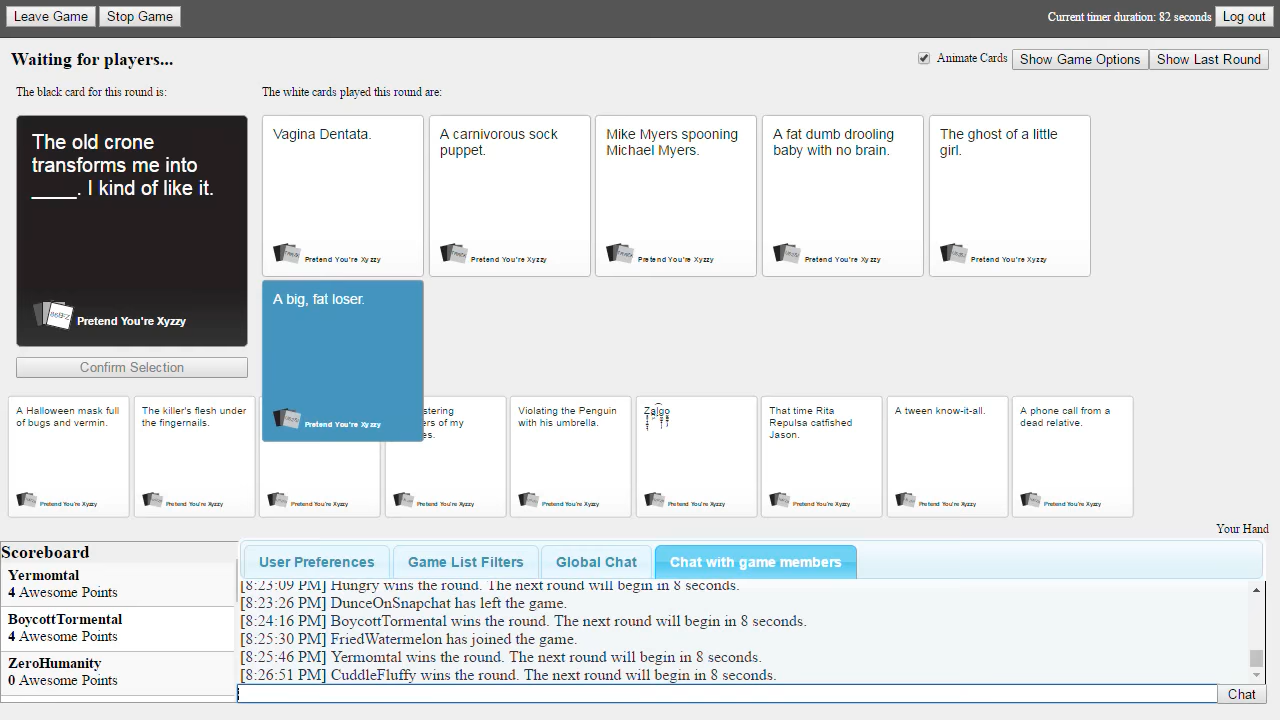 Leave Game
Stop Game
Current timer duration: 82 seconds
Log out
Waiting for players...
Animate Cards
Show Game Options
Show Last Round
The black card for this round is:
The white cards played this round are:
The old crone
transforms me into
____. I kind of like it.
Pretend You're Xyzzy
Confirm Selection
Vagina Dentata.
Pretend You're Xyzzy
A carnivorous sock
puppet.
Pretend You're Xyzzy
Mike Myers spooning
Michael Myers.
Pretend You're Xyzzy
A fat dumb drooling
baby with no brain.
Pretend You're Xyzzy
The ghost of a little
girl.
Pretend You're Xyzzy
A big, fat loser.
Pretend You're Xyzzy
A Halloween mask full
of bugs and vermin.
Pretend You're Xyzzy
The killer's flesh under
the fingernails.
Pretend You're Xyzzy
Pretend You're Xyzzy
Pretend You're Xyzzy
Violating the Penguin
with his umbrella.
Pretend You're Xyzzy
Zalgo
Pretend You're Xyzzy
That time Rita
Repulsa catfished
Jason.
Pretend You're Xyzzy
A tween know-it-all.
Pretend You're Xyzzy
A phone call from a
dead relative.
Pretend You're Xyzzy
Your Hand
Scoreboard
Yermomtal
4 Awesome Points
BoycottTormental
4 Awesome Points
ZeroHumanity
0 Awesome Points
User Preferences
Game List Filters
Global Chat
Chat with game members
[8:23:09 PM] Hungry wins the round. The next round will begin in 8 seconds.
[8:23:26 PM] DunceOnSnapchat has left the game.
[8:24:16 PM] BoycottTormental wins the round. The next round will begin in 8 seconds.
[8:25:30 PM] FriedWatermelon has joined the game.
[8:25:46 PM] Yermomtal wins the round. The next round will begin in 8 seconds.
[8:26:51 PM] CuddleFluffy wins the round. The next round will begin in 8 seconds.
Chat